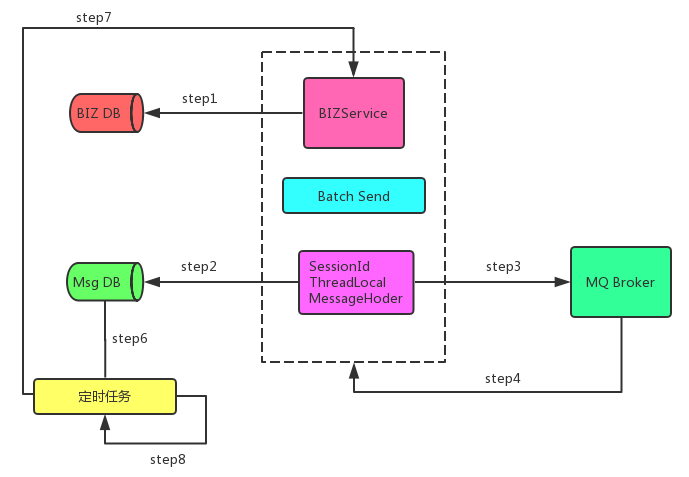 step7
BIZ DB
step1
BIZService
Batch Send
Msg DB
step2
SessionId
ThreadLocal
MessageHoder
step3
MQ Broker
step6
step4
定时任务
step8